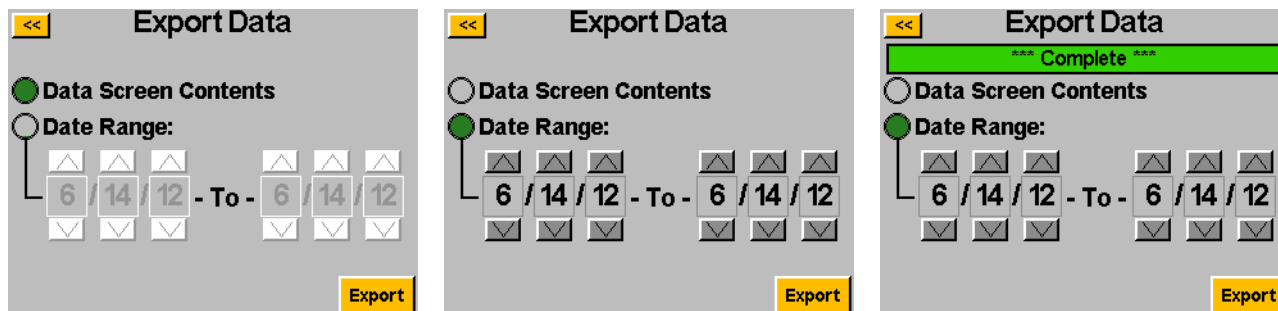 << Export Data
Data Screen Contents
Date Range:
6 / 14 / 12 - To - 6 / 14 / 12
Export
<< Export Data
Data Screen Contents
Date Range:
6 / 14 / 12 - To - 6 / 14 / 12
Export
<< Export Data
*** Complete ***
Data Screen Contents
Date Range:
6 / 14 / 12 - To - 6 / 14 / 12
Export